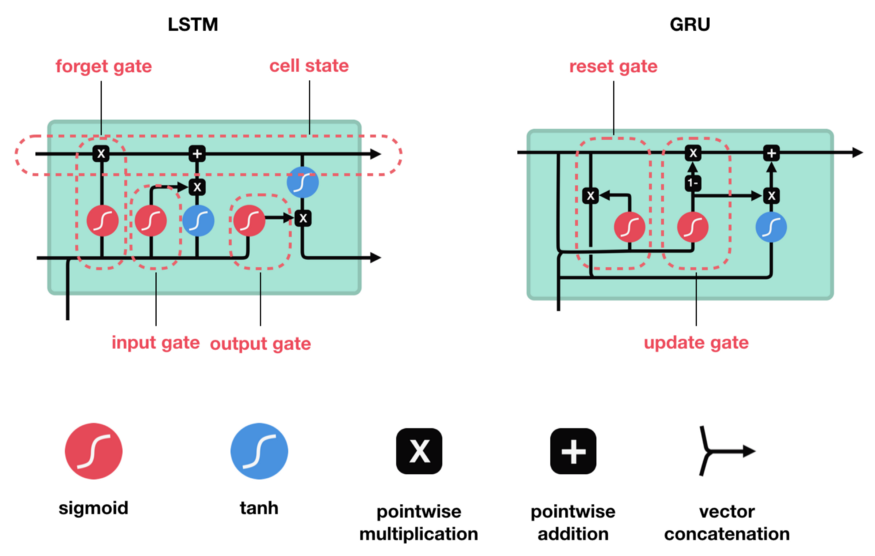 LSTM
GRU
forget gate
cell state
reset gate
X
+
X
X
X
+
1-
X
X
input gate
output gate
update gate
X
+
sigmoid
tanh
pointwise
multiplication
pointwise
addition
vector
concatenation